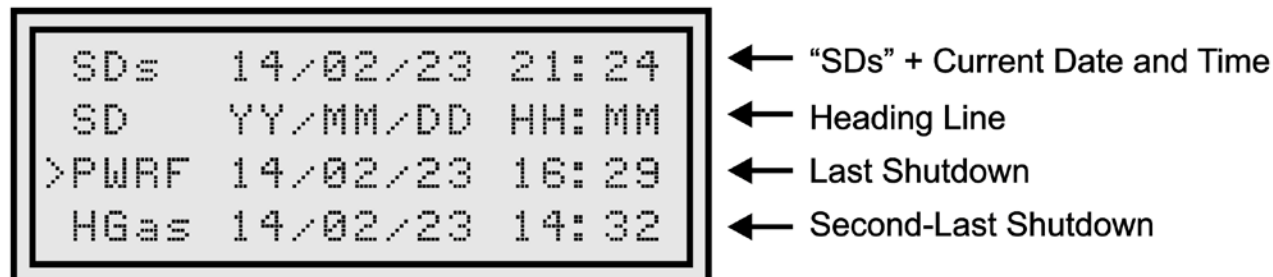 SDs 14/02/23 21:24 “SDs” + Current Date and Time
SD YY/MM/DD HH:MM Heading Line
>PWRF 14/02/23 16:29 Last Shutdown
HGas 14/02/23 14:32 Second-Last Shutdown